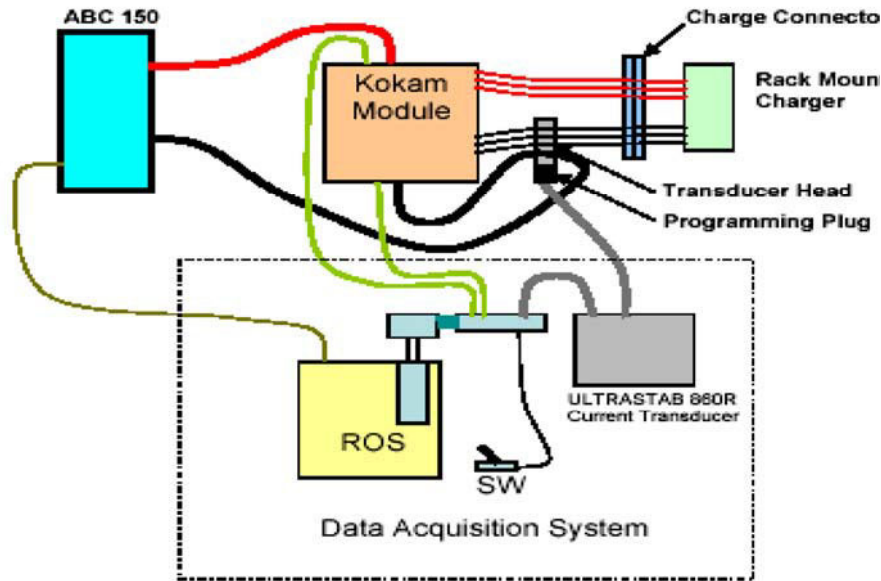 ABC 150
Charge Connecto
Kokam
Module
Rack Moun
Charger
Transducer Head
Programming Plug
ULTRASTAB 860R
Current Transducer
ROS
SW
Data Acquisition System